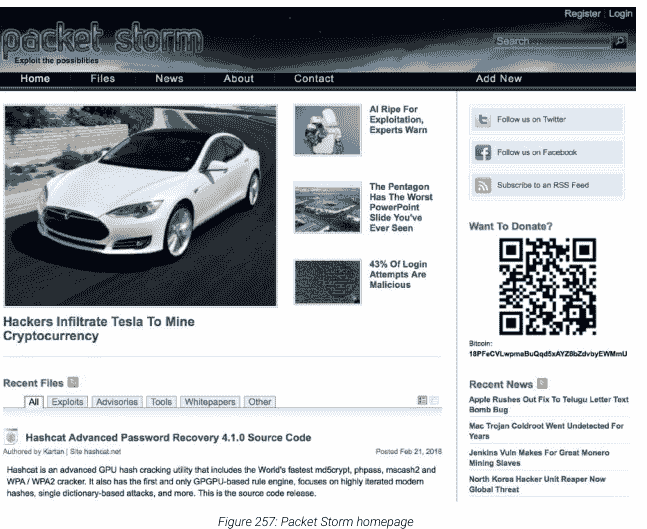 Register | Login
packet storm
Exploit the possiblities
Search ...
Home
Files
News
About
Contact
Add New
AI Ripe For
Exploitation,
Experts Warn
The Pentagon
Has The Worst
PowerPoint
Slide You've
Ever Seen
43% Of Login
Attempts Are
Malicious
Hackers Infiltrate Tesla To Mine
Cryptocurrency
Follow us on Twitter
Follow us on Facebook
Subscribe to an RSS Feed
Want To Donate?
Bitcoin:
Recent Files
All
Exploits
Advisories
Tools
Whitepapers
Other
Hashcat Advanced Password Recovery 4.1.0 Source Code
Authored by Kartan | Site hashcat.net
Posted Feb 21, 2018
Hashcat is an advanced GPU hash cracking utility that includes the World's fastest md5crypt, phpass, mscash2 and
WPA / WPA2 cracker. It also has the first and only GPGPU-based rule engine, focuses on highly iterated modern
hashes, single dictionary-based attacks, and more. This is the source code release.
Recent News
Apple Rushes Out Fix To Telugu Letter Text
Bomb Bug
Mac Trojan Coldroot Went Undetected For
Years
Jenkins Vuln Makes For Great Monero
Mining Slaves
North Korea Hacker Unit Reaper Now
Global Threat
Figure 257: Packet Storm homepage